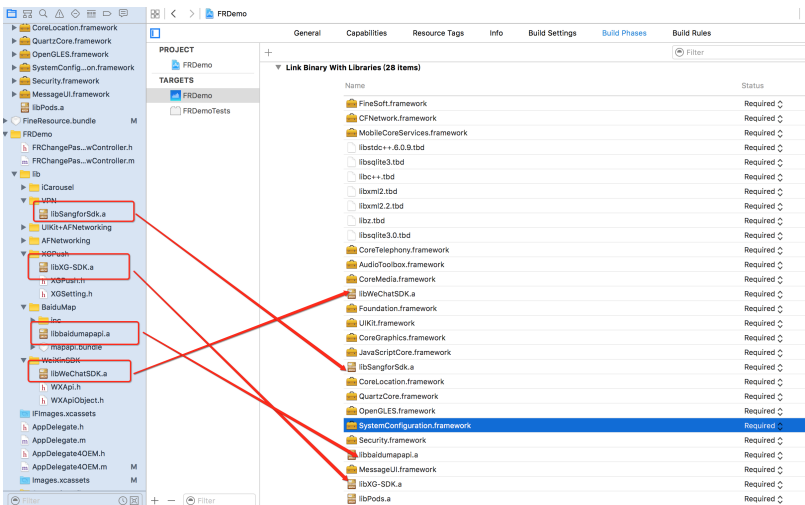 FRDemo
CoreLocation.framework
QuartzCore.framework
OpenGLES.framework
SystemConfig...on.framework
Security.framework
MessageUI.framework
libPods.a
FineResource.bundle M
FRDemo
FRChangePas...wController.h
FRChangePas...wController.m
lib
iCarousel
VPN
libSangforSdk.a
UIKit+AFNetworking
AFNetworking
XGPush
libXG-SDK.a
XGPush.h
XGSetting.h
BaiduMap
inc
libbaidumapapi.a
mapapi.bundle
WeiXinSDK
libWeChatSDK.a
WXApi.h
WXApiObject.h
IFImages.xcassets
AppDelegate.h
AppDelegate.m
AppDelegate4OEM.h
AppDelegate4OEM.m M
Images.xcassets M
Filter
PROJECT
FRDemo
TARGETS
FRDemo
FRDemoTests
Filter
General Capabilities Resource Tags Info Build Settings Build Phases Build Rules
Filter
Link Binary With Libraries (28 items)
Name Status
FineSoft.framework Required
CFNetwork.framework Required
MobileCoreServices.framework Required
libstdc++.6.0.9.tbd Required
libsqlite3.tbd Required
libc++.tbd Required
libxml2.tbd Required
libxml2.2.tbd Required
libz.tbd Required
libsqlite3.0.tbd Required
CoreTelephony.framework Required
AudioToolbox.framework Required
CoreMedia.framework Required
libWeChatSDK.a Required
Foundation.framework Required
UIKit.framework Required
CoreGraphics.framework Required
JavaScriptCore.framework Required
libSangforSdk.a Required
CoreLocation.framework Required
QuartzCore.framework Required
OpenGLES.framework Required
SystemConfiguration.framework Required
Security.framework Required
libbaidumapapi.a Required
MessageUI.framework Required
libXG-SDK.a Required
libPods.a Required